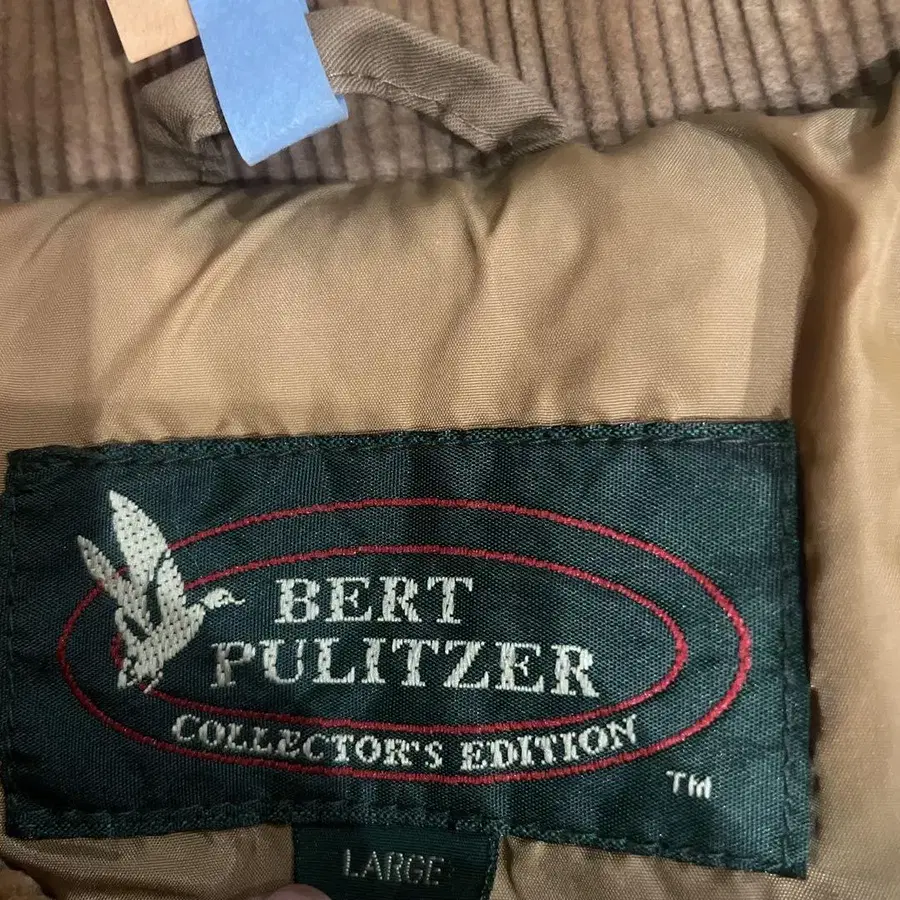 BERT
PULITZER
COLLECTOR'S EDITION
TM
LARGE